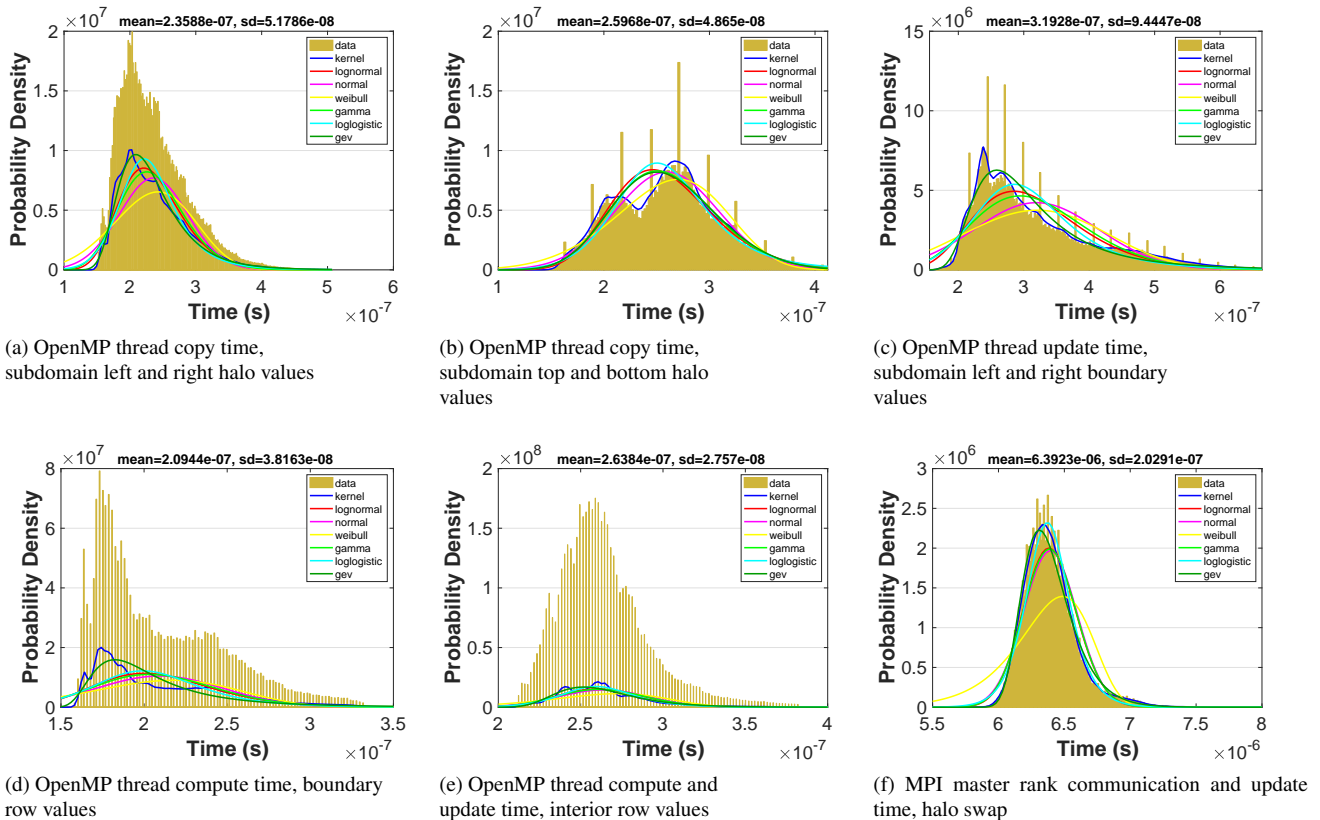 mean=2.3588e-07, sd=5.1786e-08
×10^7
Probability Density
2
1.5
1
0.5
0
data
kernel
lognormal
normal
weibull
gamma
loglogistic
gev
1 2 3 4 5 6
Time (s)
×10^-7
(a) OpenMP thread copy time,
subdomain left and right halo values
mean=2.5968e-07, sd=4.865e-08
×10^7
Probability Density
2
1.5
1
0.5
0
data
kernel
lognormal
normal
weibull
gamma
loglogistic
gev
1 2 3 4
Time (s)
×10^-7
(b) OpenMP thread copy time,
subdomain top and bottom halo
values
mean=3.1928e-07, sd=9.4447e-08
×10^6
Probability Density
15
10
5
0
data
kernel
lognormal
normal
weibull
gamma
loglogistic
gev
2 3 4 5 6
Time (s)
×10^-7
(c) OpenMP thread update time,
subdomain left and right boundary
values
mean=2.0944e-07, sd=3.8163e-08
×10^7
Probability Density
8
6
4
2
0
data
kernel
lognormal
normal
weibull
gamma
loglogistic
gev
1.5 2 2.5 3 3.5
Time (s)
×10^-7
(d) OpenMP thread compute time, boundary
row values
mean=2.6384e-07, sd=2.757e-08
×10^8
Probability Density
2
1.5
1
0.5
0
data
kernel
lognormal
normal
weibull
gamma
loglogistic
gev
2 2.5 3 3.5 4
Time (s)
×10^-7
(e) OpenMP thread compute and
update time, interior row values
mean=6.3923e-06, sd=2.0291e-07
×10^6
Probability Density
3
2.5
2
1.5
1
0.5
0
data
kernel
lognormal
normal
weibull
gamma
loglogistic
gev
5.5 6 6.5 7 7.5 8
Time (s)
×10^-6
(f) MPI master rank communication and update
time, halo swap